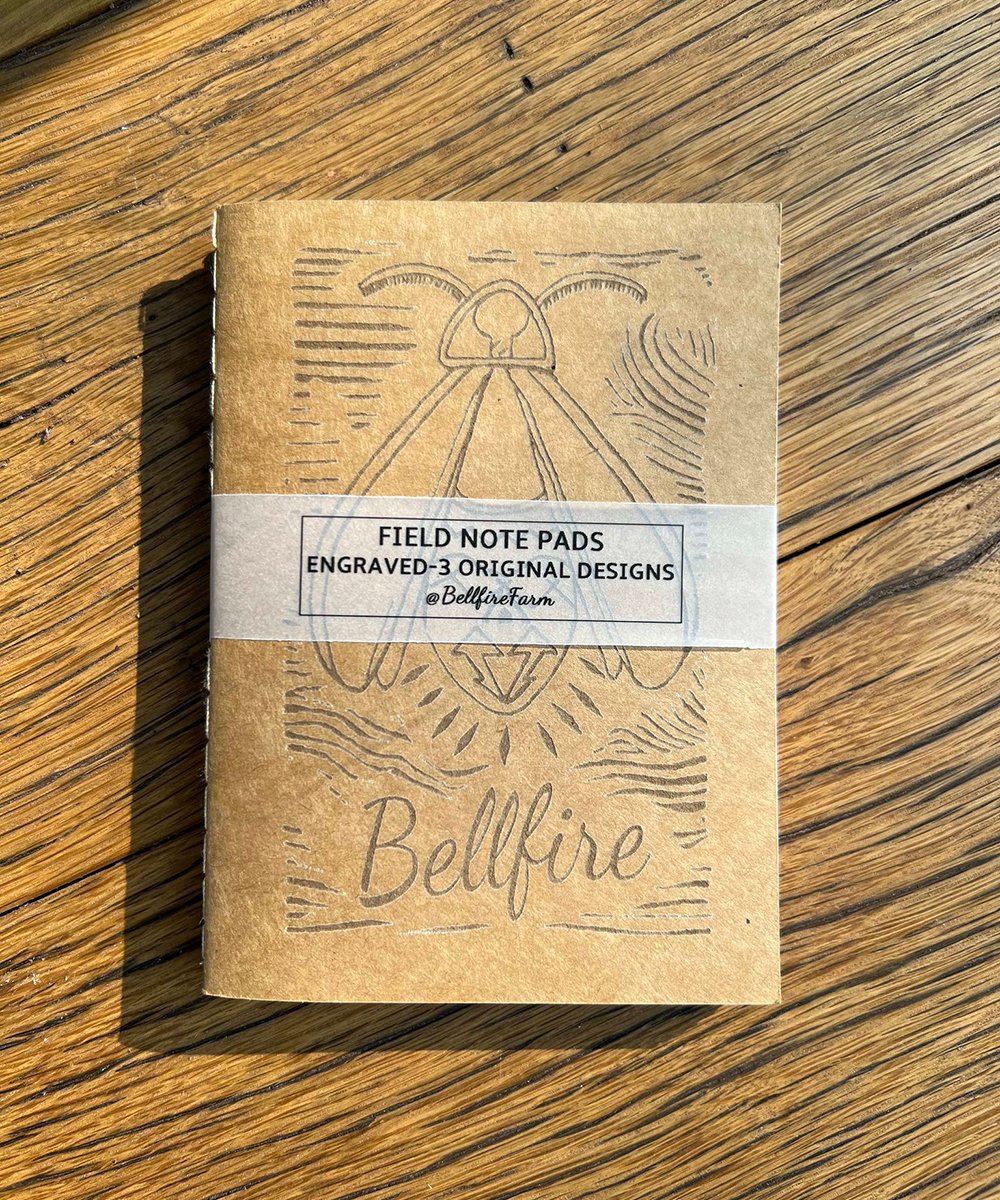 FIELD NOTE PADS
ENGRAVED-3 ORIGINAL DESIGNS
@BellfireFarm
Bellfire